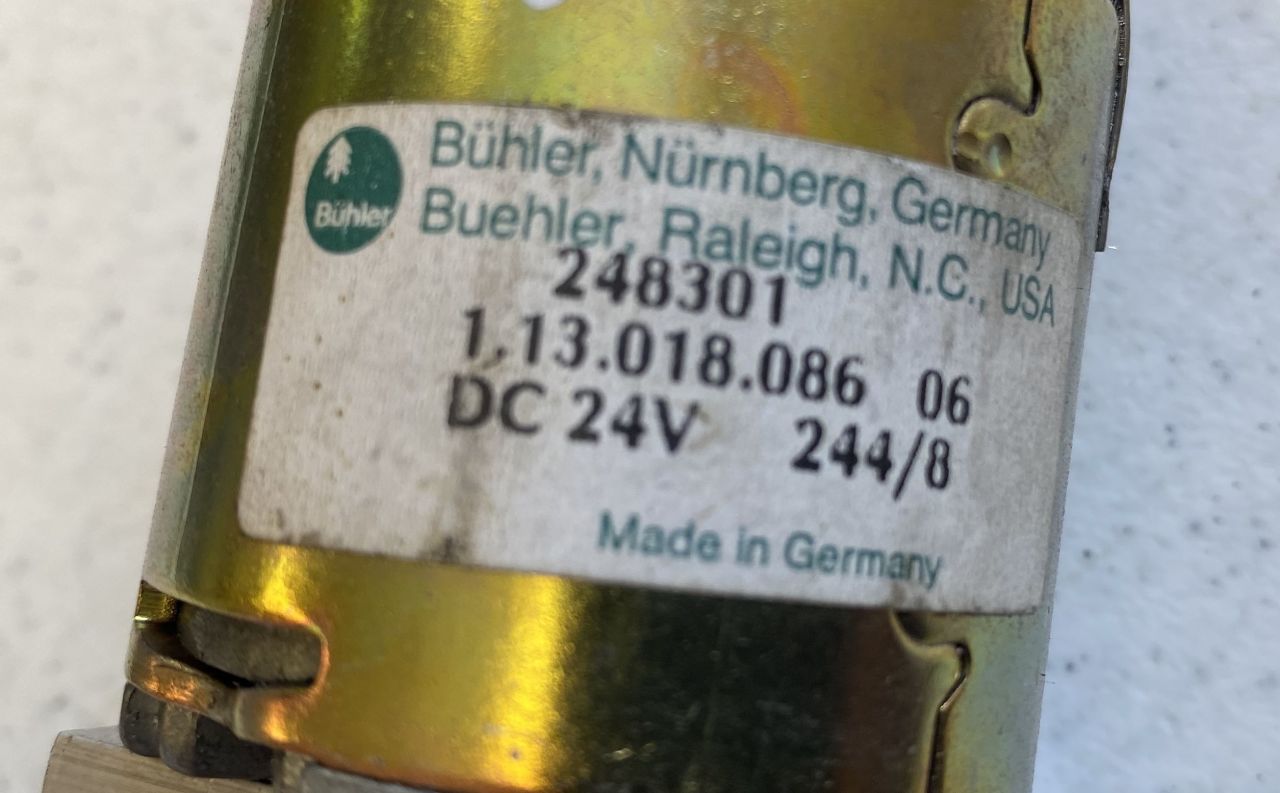 Bühler
Bühler, Nürnberg, Germany
Buehler, Raleigh, N.C., USA
248301
1.13.018.086 06
DC 24V 244/8
Made in Germany